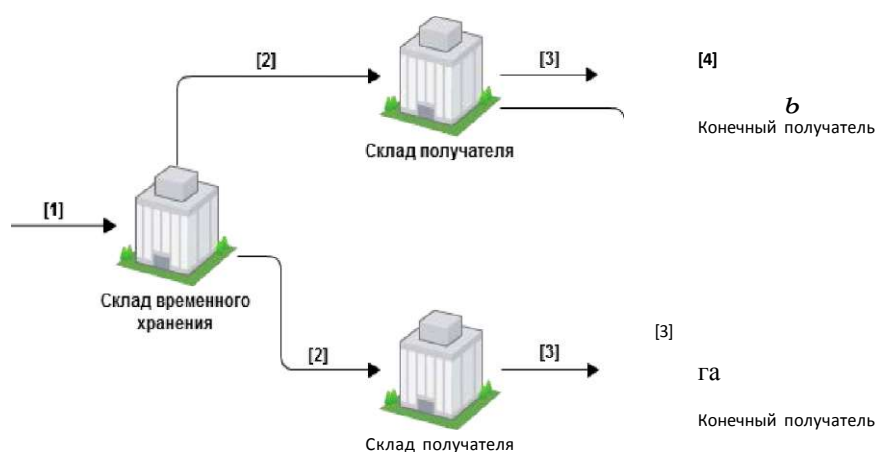 [2]
[3]
[4]
ь
Конечный получатель
Склад получателя
[1]
Склад временного
хранения
[2]
[3]
[3]
га
Конечный получатель
Склад получателя